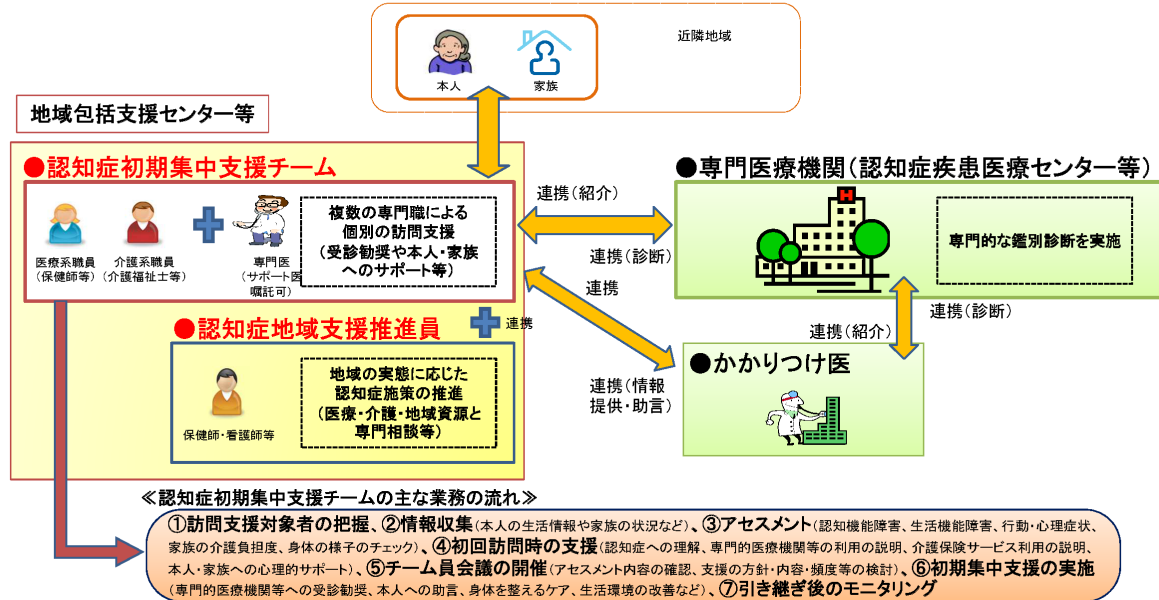 近隣地域
本人
家族
地域包括支援センター等
●認知症初期集中支援チーム
医療系職員
（保健師等）
介護系職員
（介護福祉士等）
専門医
（サポート医
嘱託可）
複数の専門職による
個別の訪問支援
（受診勧奨や本人・家族
へのサポート等）
連携（紹介）
連携（診断）
●専門医療機関（認知症疾患医療センター等）
H
専門的な鑑別診断を実施
連携
連携（情報
提供・助言）
連携（紹介）
連携（診断）
●かかりつけ医
連携
●認知症地域支援推進員
保健師・看護師等
地域の実態に応じた
認知症施策の推進
（医療・介護・地域資源と
専門相談等）
≪認知症初期集中支援チームの主な業務の流れ≫
①訪問支援対象者の把握、②情報収集（本人の生活情報や家族の状況など）、③アセスメント（認知機能障害、生活機能障害、行動・心理症状、
家族の介護負担度、身体の様子のチェック）、④初回訪問時の支援（認知症への理解、専門的医療機関等の利用の説明、介護保険サービス利用の説明、
本人・家族への心理的サポート）、⑤チーム員会議の開催（アセスメント内容の確認、支援の方針・内容・頻度等の検討）、⑥初期集中支援の実施
（専門的医療機関等への受診勧奨、本人への助言、身体を整えるケア、生活環境の改善など）、⑦引き継ぎ後のモニタリング